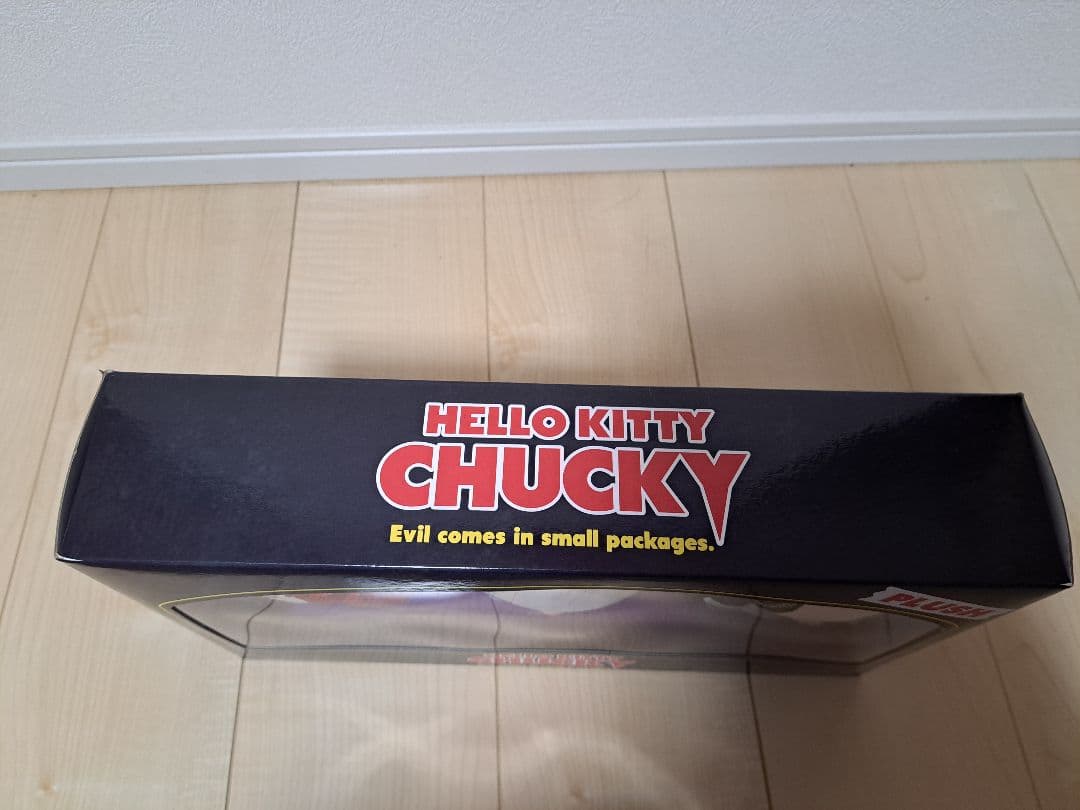 HELLO KITTY
CHUCKY
Evil comes in small packages.
PLUSH